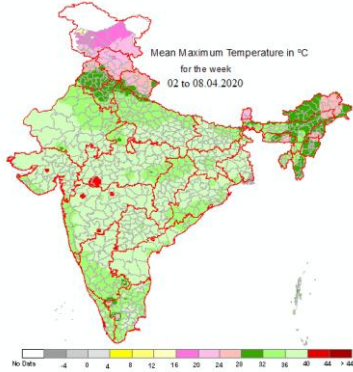 Mean Maximum Temperature in ºC
for the week
02 to 08.04.2020
No Data -4 0 4 8 12 16 20 24 28 32 36 40 44 > 44